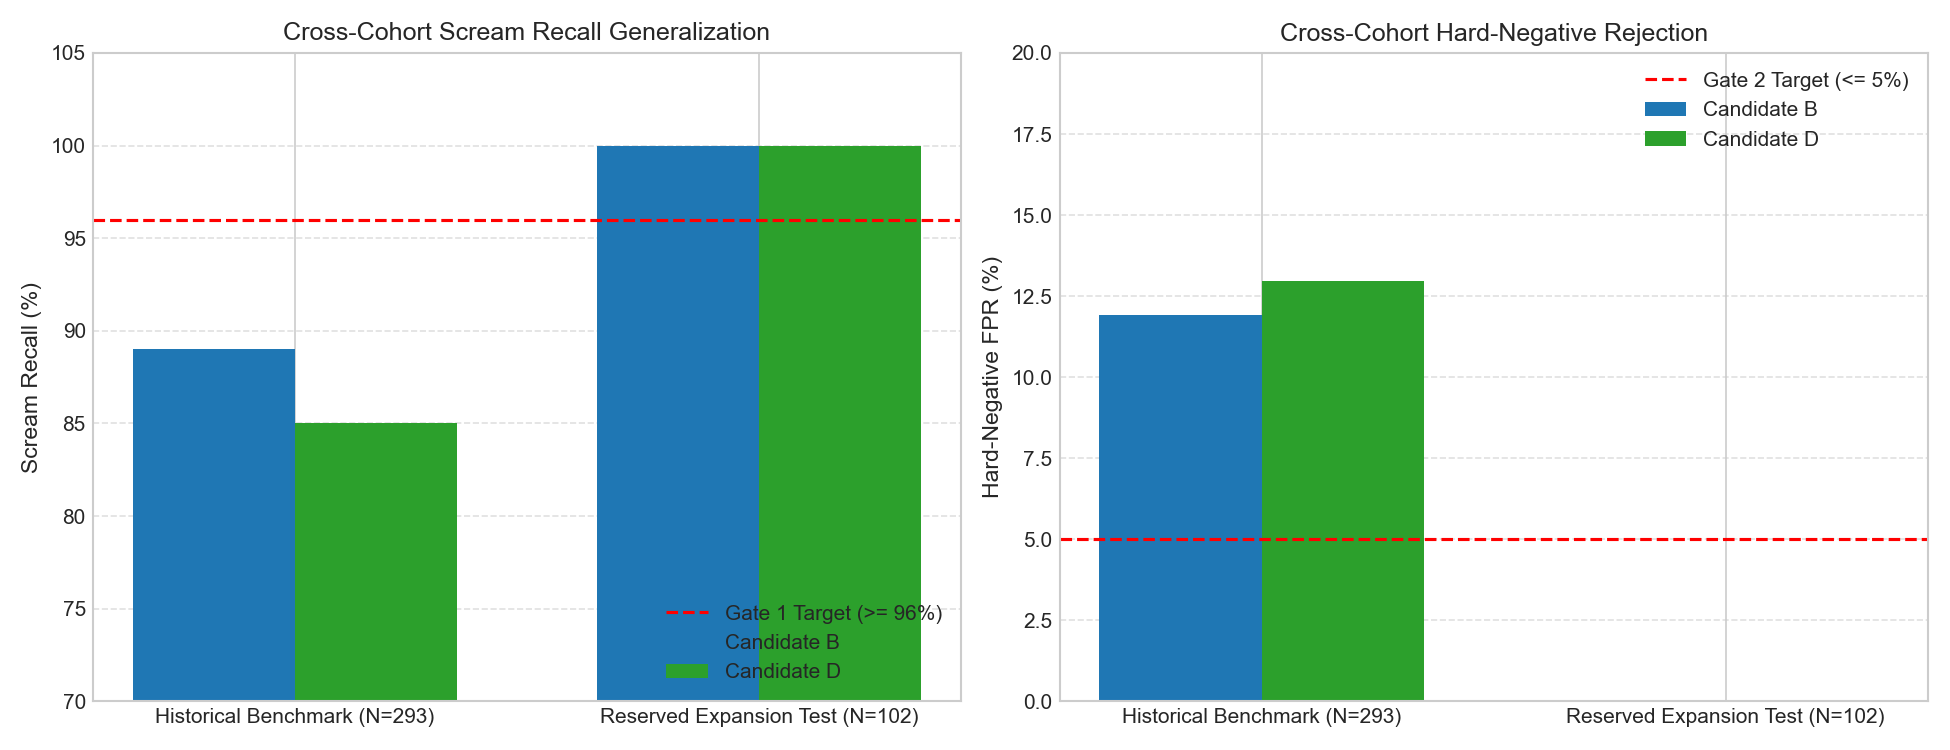 Cross-Cohort Scream Recall Generalization
Scream Recall (%)
105
100
95
90
85
80
75
70
Gate 1 Target (>= 96%)
Candidate B
Candidate D
Historical Benchmark (N=293)
Reserved Expansion Test (N=102)
Cross-Cohort Hard-Negative Rejection
Hard-Negative FPR (%)
20.0
17.5
15.0
12.5
10.0
7.5
5.0
2.5
0.0
Gate 2 Target (<= 5%)
Candidate B
Candidate D
Historical Benchmark (N=293)
Reserved Expansion Test (N=102)